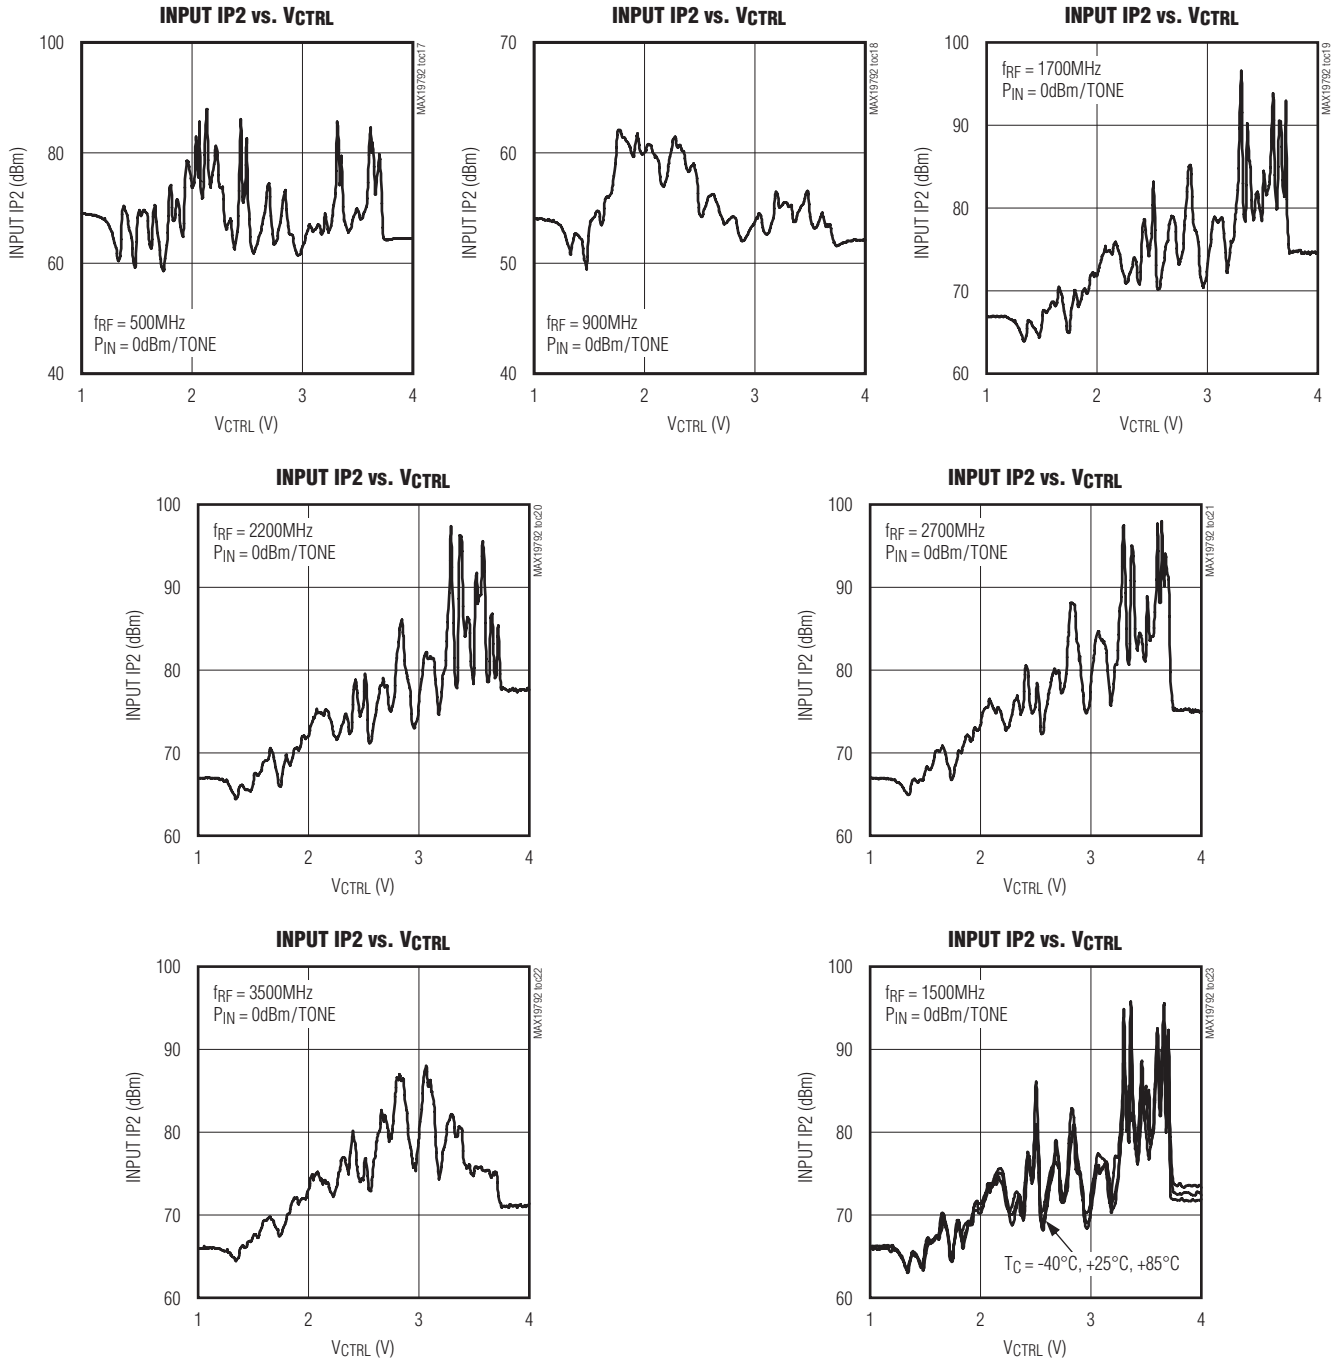 INPUT IP2 vs. VCTRL
100
80
60
40
INPUT IP2 (dBm)
fRF = 500MHz
PIN = 0dBm/TONE
1 2 3 4
VCTRL (V)
MAX19792 toc17
INPUT IP2 vs. VCTRL
70
60
50
40
INPUT IP2 (dBm)
fRF = 900MHz
PIN = 0dBm/TONE
1 2 3 4
VCTRL (V)
MAX19792 toc18
INPUT IP2 vs. VCTRL
100
90
80
70
60
INPUT IP2 (dBm)
fRF = 1700MHz
PIN = 0dBm/TONE
1 2 3 4
VCTRL (V)
MAX19792 toc19
INPUT IP2 vs. VCTRL
100
90
80
70
60
INPUT IP2 (dBm)
fRF = 2200MHz
PIN = 0dBm/TONE
1 2 3 4
VCTRL (V)
MAX19792 toc20
INPUT IP2 vs. VCTRL
100
90
80
70
60
INPUT IP2 (dBm)
fRF = 2700MHz
PIN = 0dBm/TONE
1 2 3 4
VCTRL (V)
MAX19792 toc21
INPUT IP2 vs. VCTRL
100
90
80
70
60
INPUT IP2 (dBm)
fRF = 3500MHz
PIN = 0dBm/TONE
1 2 3 4
VCTRL (V)
MAX19792 toc22
INPUT IP2 vs. VCTRL
100
90
80
70
60
INPUT IP2 (dBm)
fRF = 1500MHz
PIN = 0dBm/TONE
TC = -40°C, +25°C, +85°C
1 2 3 4
VCTRL (V)
MAX19792 toc23